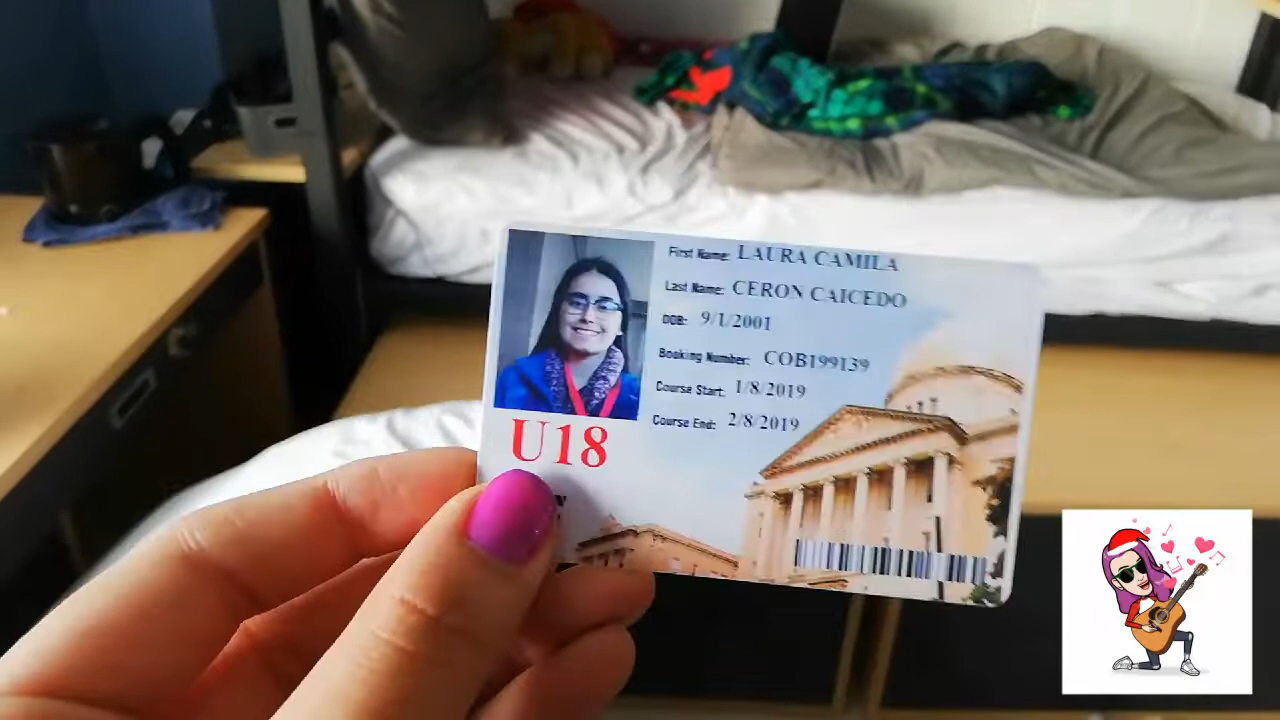 First Name: LAURA CAMILA
Last Name: CERON CAICEDO
DOB: 9/1/2001
Booking Number: COB199139
Course Start: 1/8/2019
Course End: 2/8/2019
U18